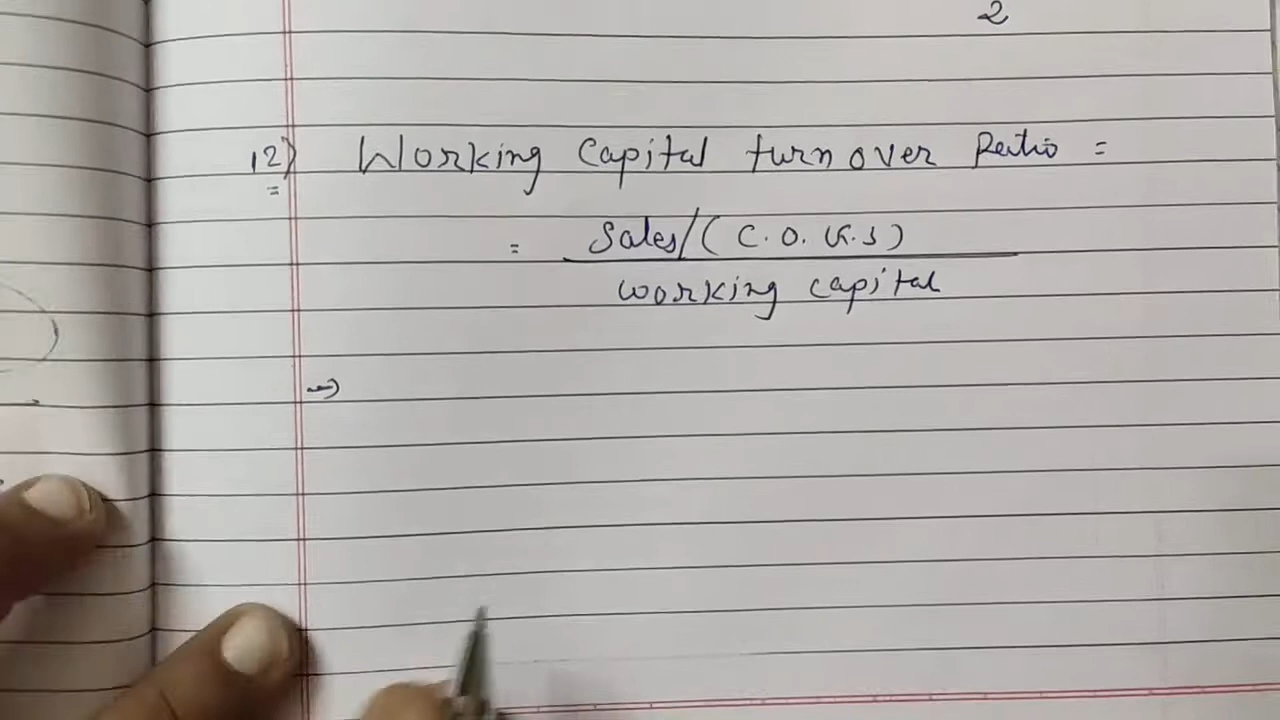 2
12) Working capital turnover Ratio =
= Sales/( C.O.G.S)
working capital
→